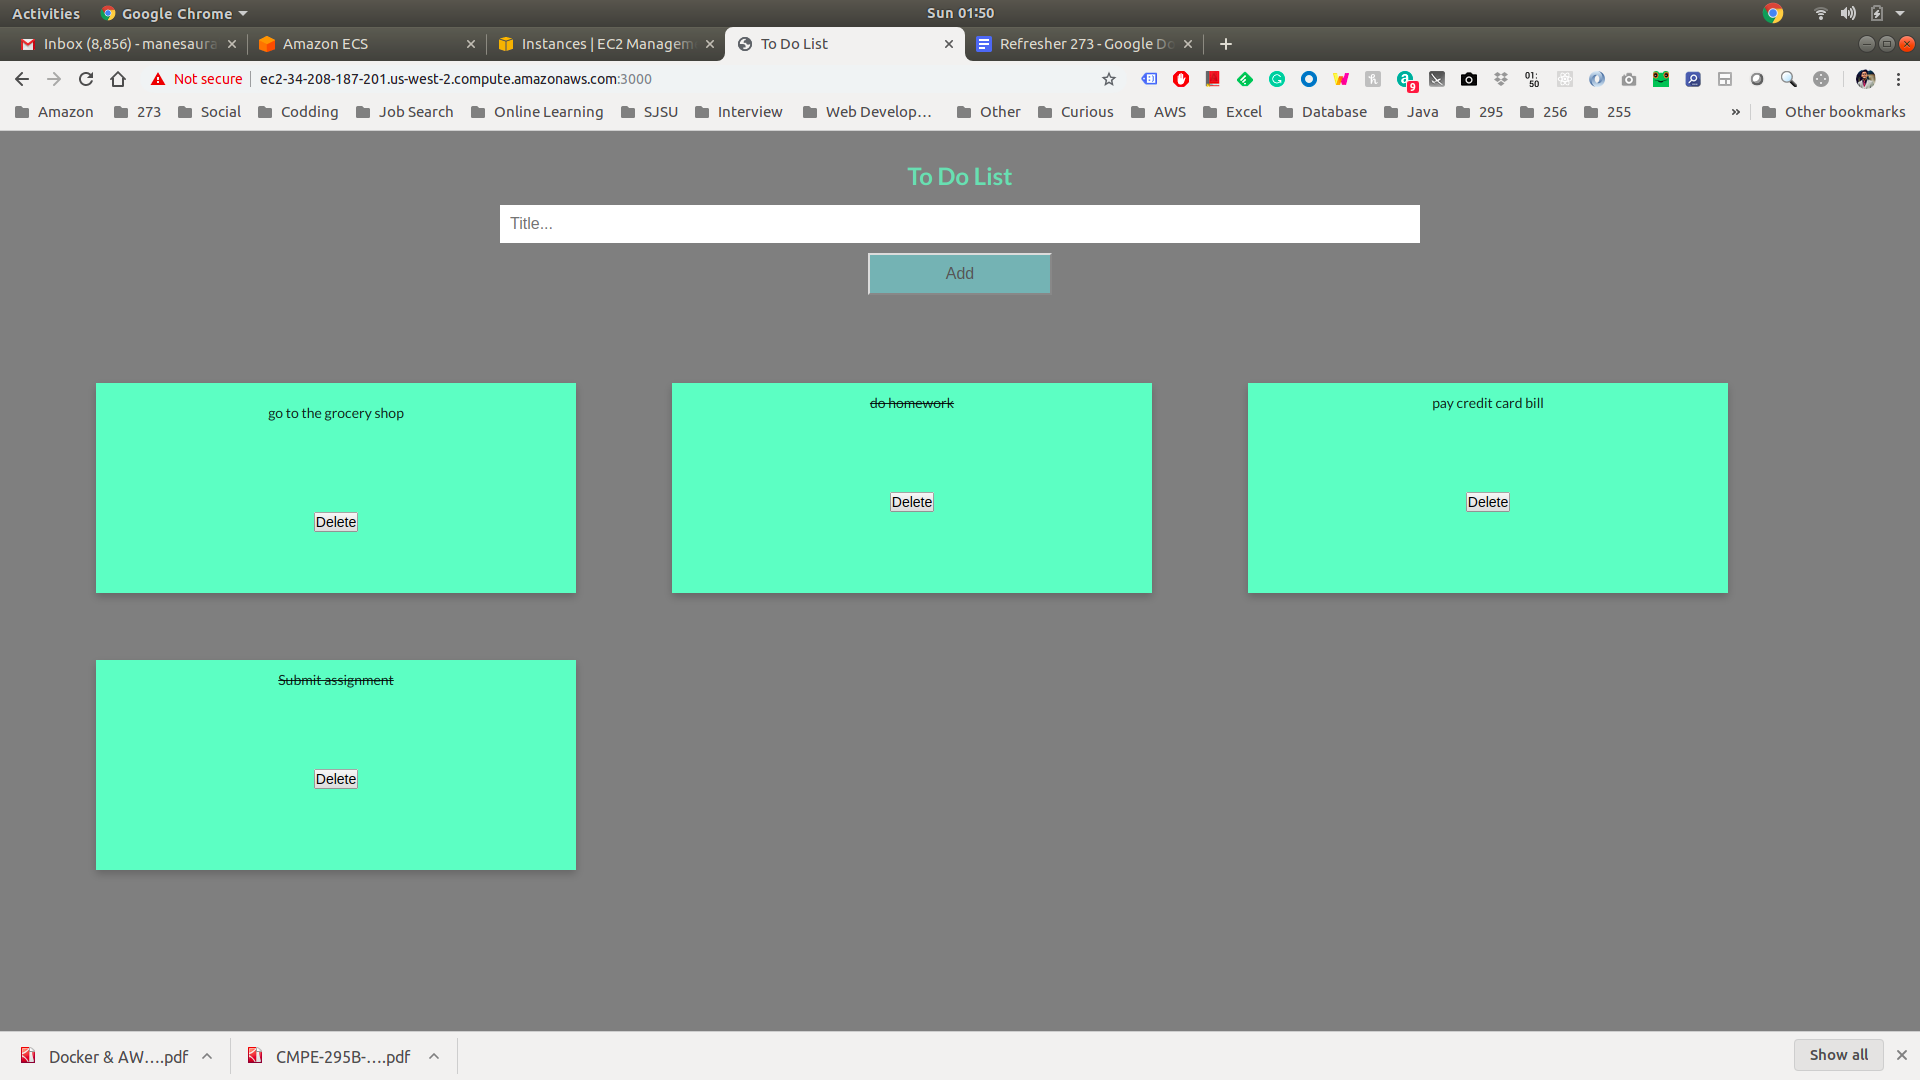 Activities Google Chrome Sun 01:50
Inbox (8,856) - manesaura Amazon ECS Instances | EC2 Managem To Do List Refresher 273 - Google Do
Not secure ec2-34-208-187-201.us-west-2.compute.amazonaws.com:3000
Amazon 273 Social Codding Job Search Online Learning SJSU Interview Web Develop... Other Curious AWS Excel Database Java 295 256 255 » Other bookmarks
To Do List
Title...
Add
go to the grocery shop
Delete
do homework
Delete
pay credit card bill
Delete
Submit assignment
Delete
Docker & AW....pdf CMPE-295B-....pdf Show all